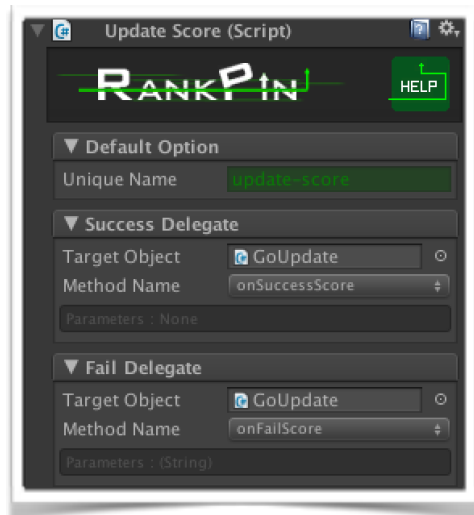 Update Score (Script)
RANKPIN
HELP
▼ Default Option
Unique Name update-score
▼ Success Delegate
Target Object GoUpdate
Method Name onSuccessScore
Parameters : None
▼ Fail Delegate
Target Object GoUpdate
Method Name onFailScore
Parameters : (String)